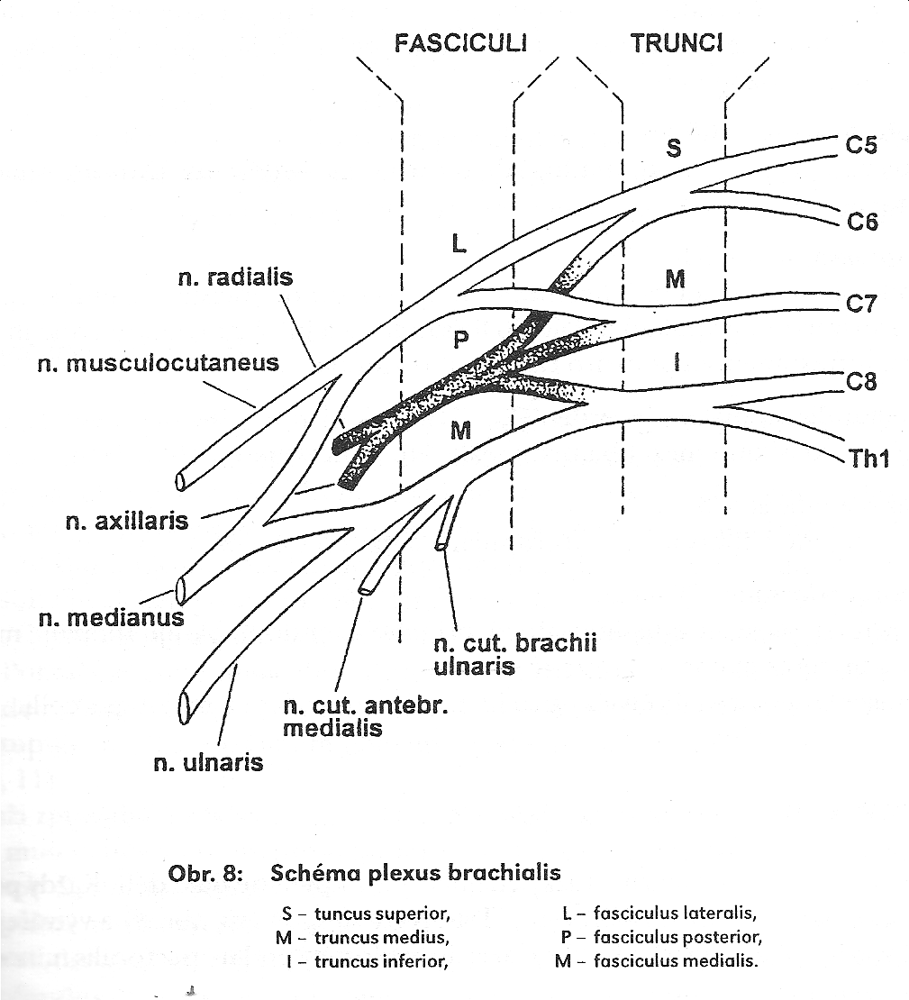 FASCICULI TRUNCI
S
C5
C6
L
n. radialis
M
C7
P
n. musculocutaneus
I
C8
M
Th1
n. axillaris
n. medianus
n. cut. brachii
ulnaris
n. cut. antebr.
medialis
n. ulnaris
Obr. 8: Schéma plexus brachialis
S – tuncus superior, L – fasciculus lateralis,
M – truncus medius, P – fasciculus posterior,
I – truncus inferior, M – fasciculus medialis.